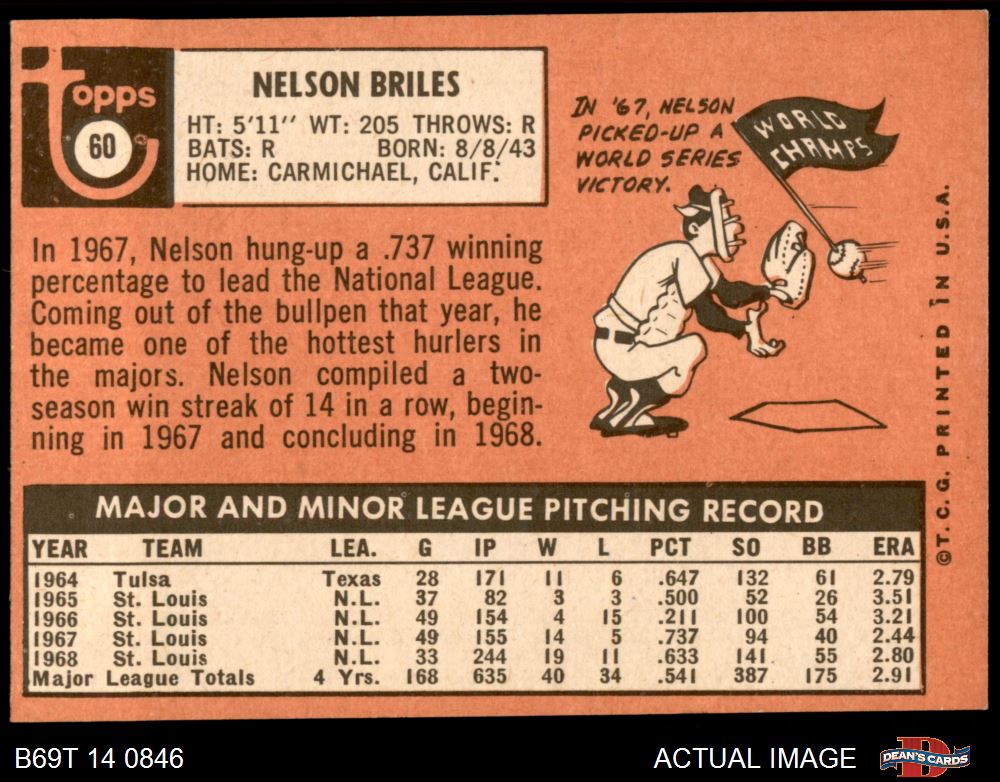 topps
60
NELSON BRILES
HT: 5'11" WT: 205 THROWS: R
BATS: R BORN: 8/8/43
HOME: CARMICHAEL, CALIF.
In 1967, Nelson hung-up a .737 winning
percentage to lead the National League.
Coming out of the bullpen that year, he
became one of the hottest hurlers in
the majors. Nelson compiled a two-
season win streak of 14 in a row, begin-
ning in 1967 and concluding in 1968.
IN '67, NELSON
PICKED-UP A
WORLD SERIES
VICTORY.
WORLD
CHAMPS
©T.C.G. PRINTED IN U.S.A.
MAJOR AND MINOR LEAGUE PITCHING RECORD
YEAR TEAM LEA. G IP W L PCT SO BB ERA
1964 Tulsa Texas 28 171 11 6 .647 132 61 2.79
1965 St. Louis N.L. 37 82 3 3 .500 52 26 3.51
1966 St. Louis N.L. 49 154 4 15 .211 100 54 3.21
1967 St. Louis N.L. 49 155 14 5 .737 94 40 2.44
1968 St. Louis N.L. 33 244 19 11 .633 141 55 2.80
Major League Totals 4 Yrs. 168 635 40 34 .541 387 175 2.91
B69T 14 0846
ACTUAL IMAGE
DEAN'S CARDS